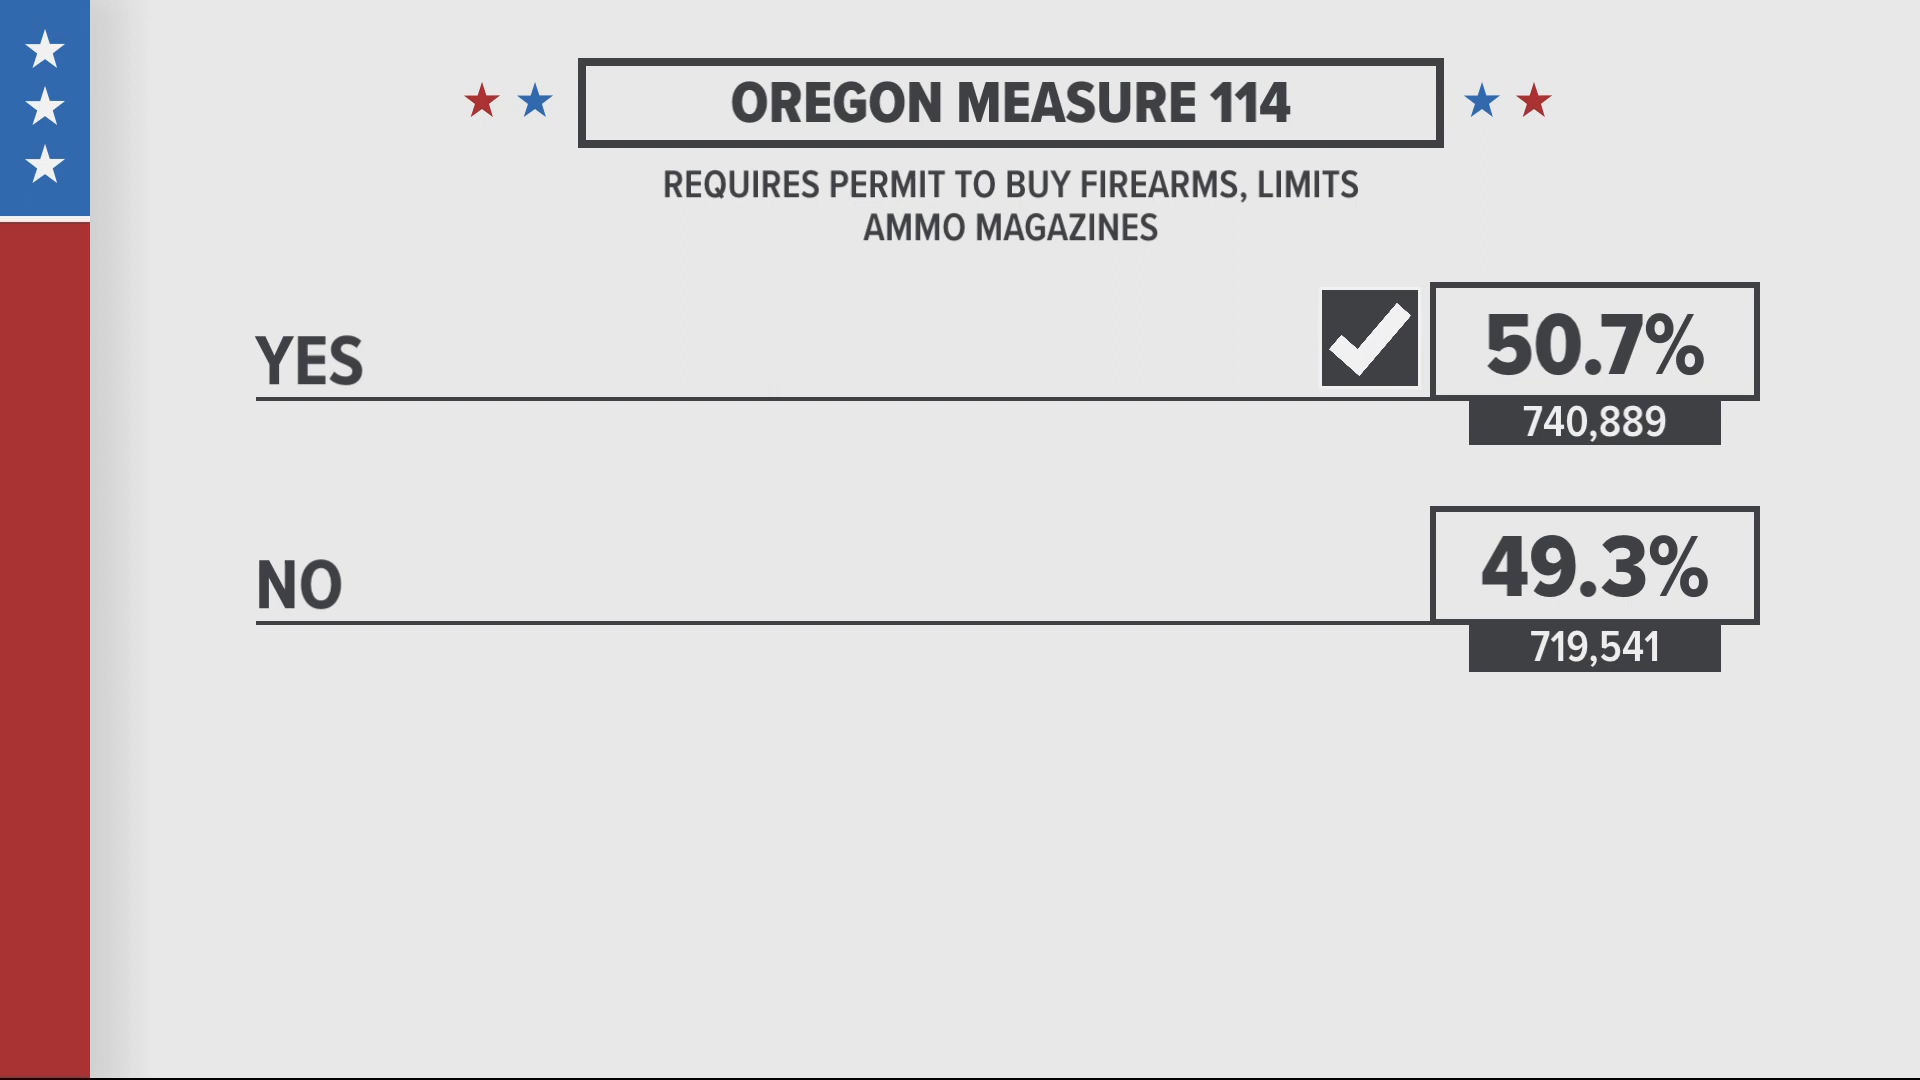 OREGON MEASURE 114
REQUIRES PERMIT TO BUY FIREARMS, LIMITS
AMMO MAGAZINES
YES
50.7%
740,889
NO
49.3%
719,541